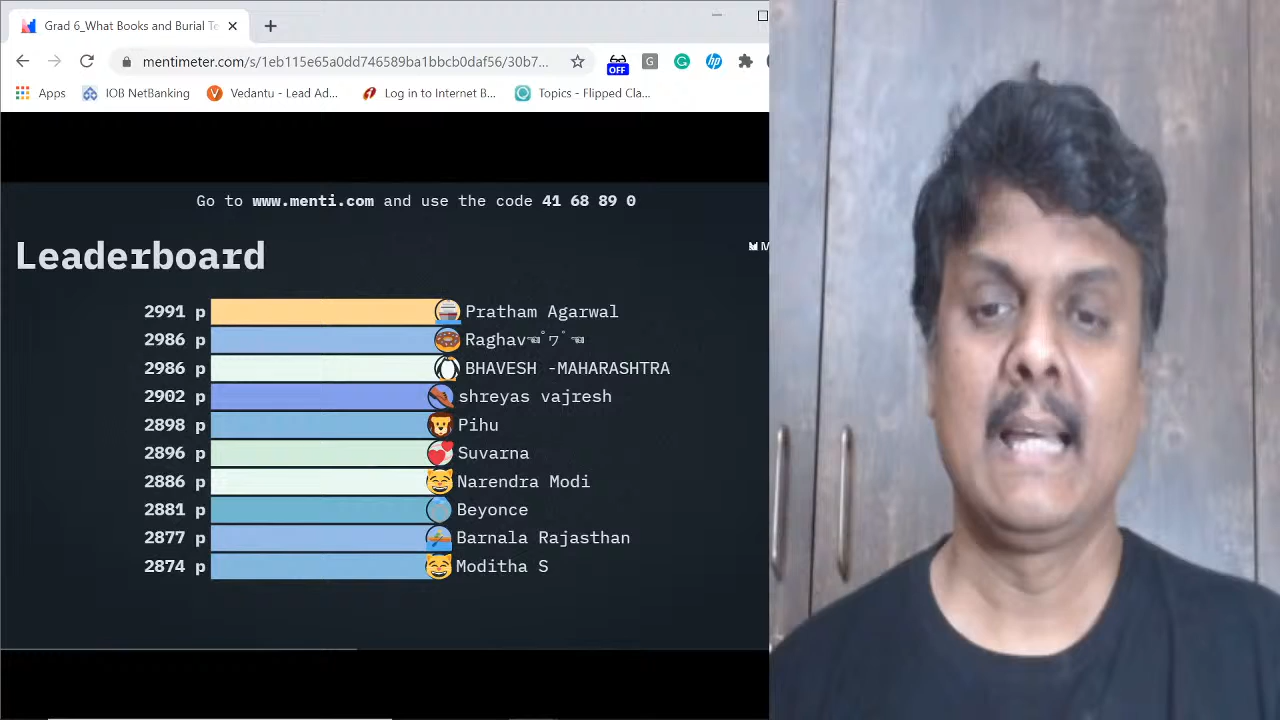 Grad 6_What Books and Burial Te
mentimeter.com/s/1eb115e65a0dd746589ba1bbcb0daf56/30b7...
OFF
G
G
hp
Apps
IOB NetBanking
V
Vedantu - Lead Ad...
Log in to Internet B...
Topics - Flipped Cla...
Go to www.menti.com and use the code 41 68 89 0
M
Leaderboard
2991 p Pratham Agarwal
2986 p Raghav☜ﾟヮﾟ☜
2986 p BHAVESH -MAHARASHTRA
2902 p shreyas vajresh
2898 p Pihu
2896 p Suvarna
2886 p Narendra Modi
2881 p Beyonce
2877 p Barnala Rajasthan
2874 p Moditha S